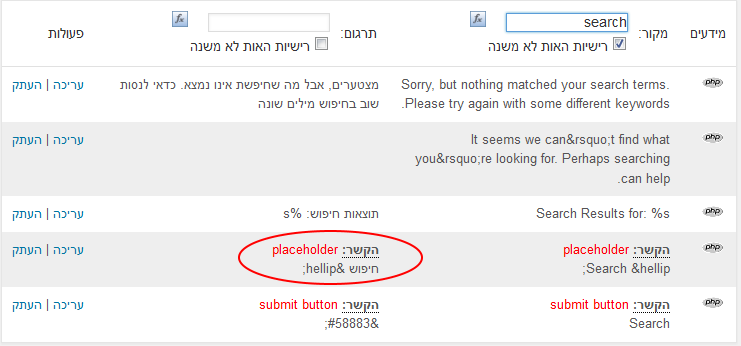 מידעים
מקור:
search
רישיות האות לא משנה
תרגום:
רישיות האות לא משנה
פעולות
php
Sorry, but nothing matched your search terms.
.Please try again with some different keywords
מצטערים, אבל מה שחיפשת אינו נמצא. כדאי לנסות
שוב בחיפוש מילים שונה
עריכה | העתק
php
It seems we can&rsquo;t find what
you&rsquo;re looking for. Perhaps searching
.can help
עריכה | העתק
php
Search Results for: %s
תוצאות חיפוש: %s
עריכה | העתק
php
הקשר: placeholder
;Search &hellip
הקשר: placeholder
חיפוש &hellip;
עריכה | העתק
php
הקשר: submit button
Search
הקשר: submit button
&#58883;
עריכה | העתק